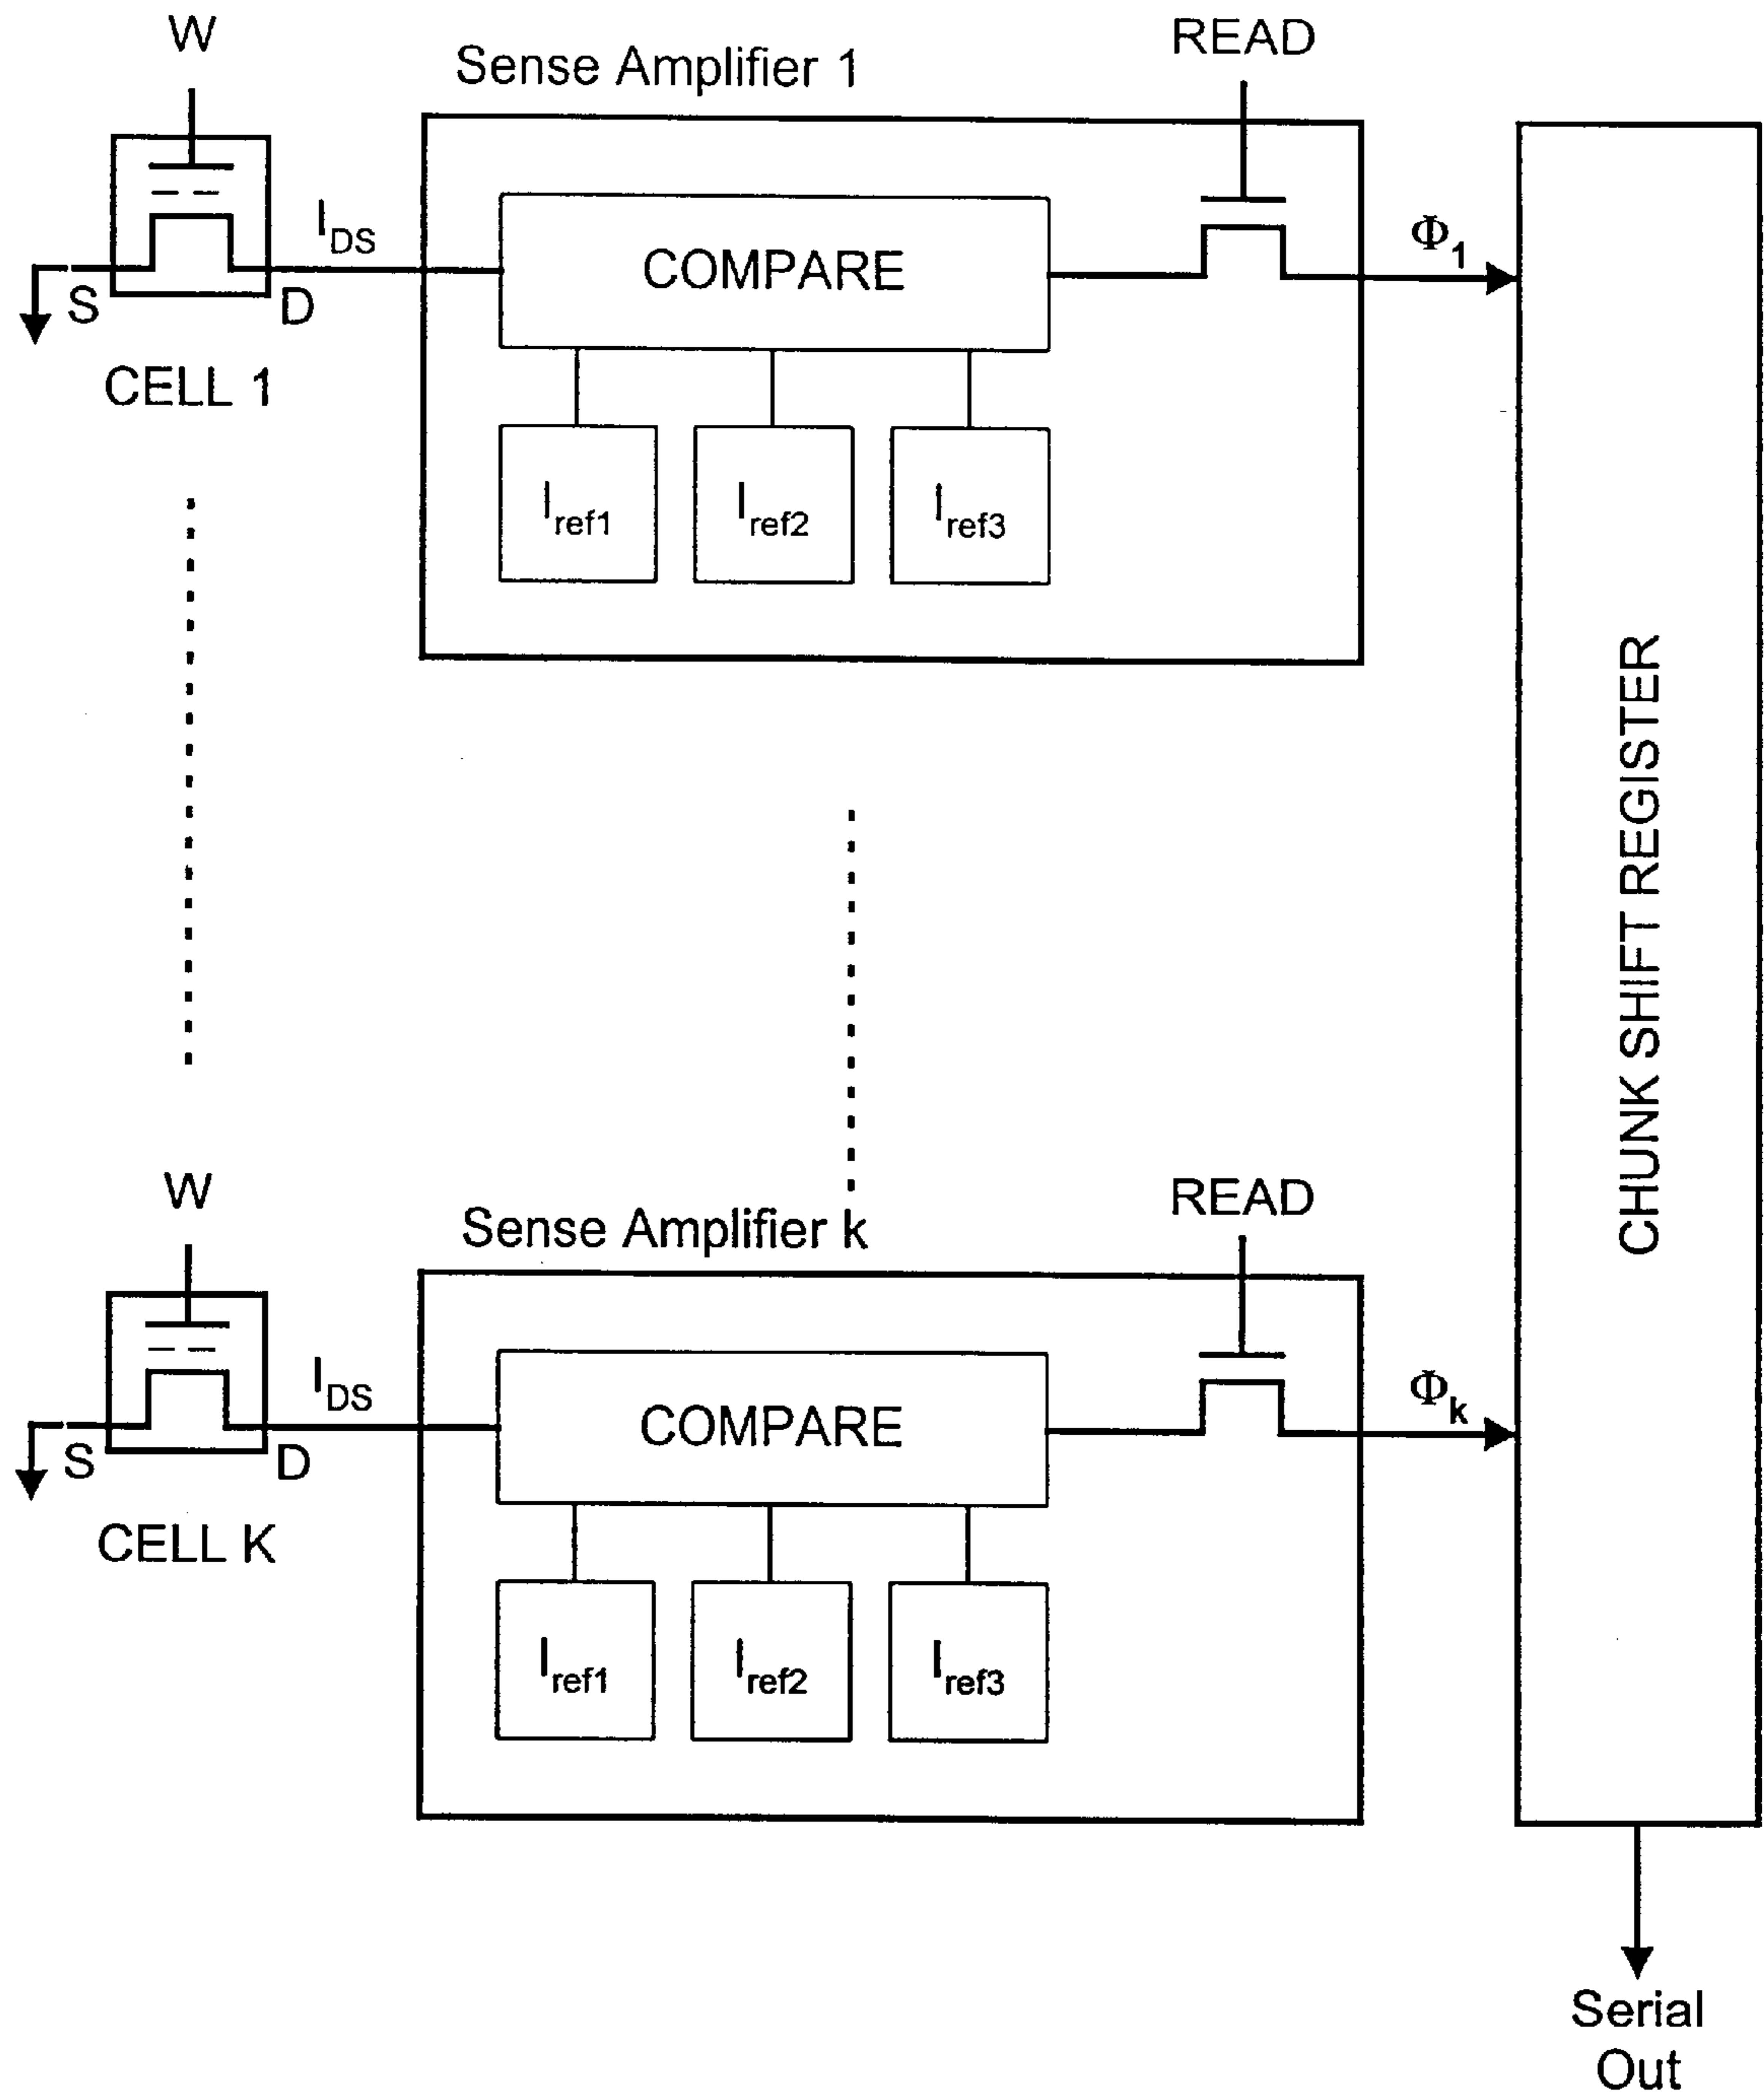 W
Sense Amplifier 1
READ
I_DS
COMPARE
Φ_1
S
D
CELL 1
I_ref1
I_ref2
I_ref3
CHUNK SHIFT REGISTER
W
Sense Amplifier k
READ
I_DS
COMPARE
Φ_k
S
D
CELL K
I_ref1
I_ref2
I_ref3
Serial
Out